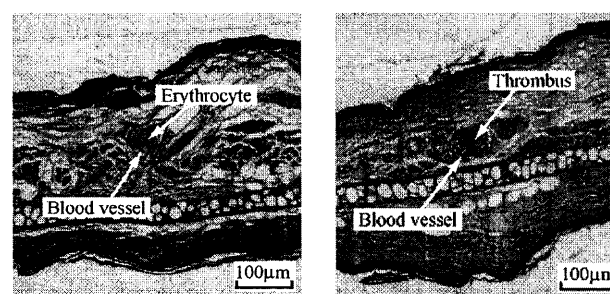 Erythrocyte
Blood vessel
100μm
Thrombus
Blood vessel
100μm